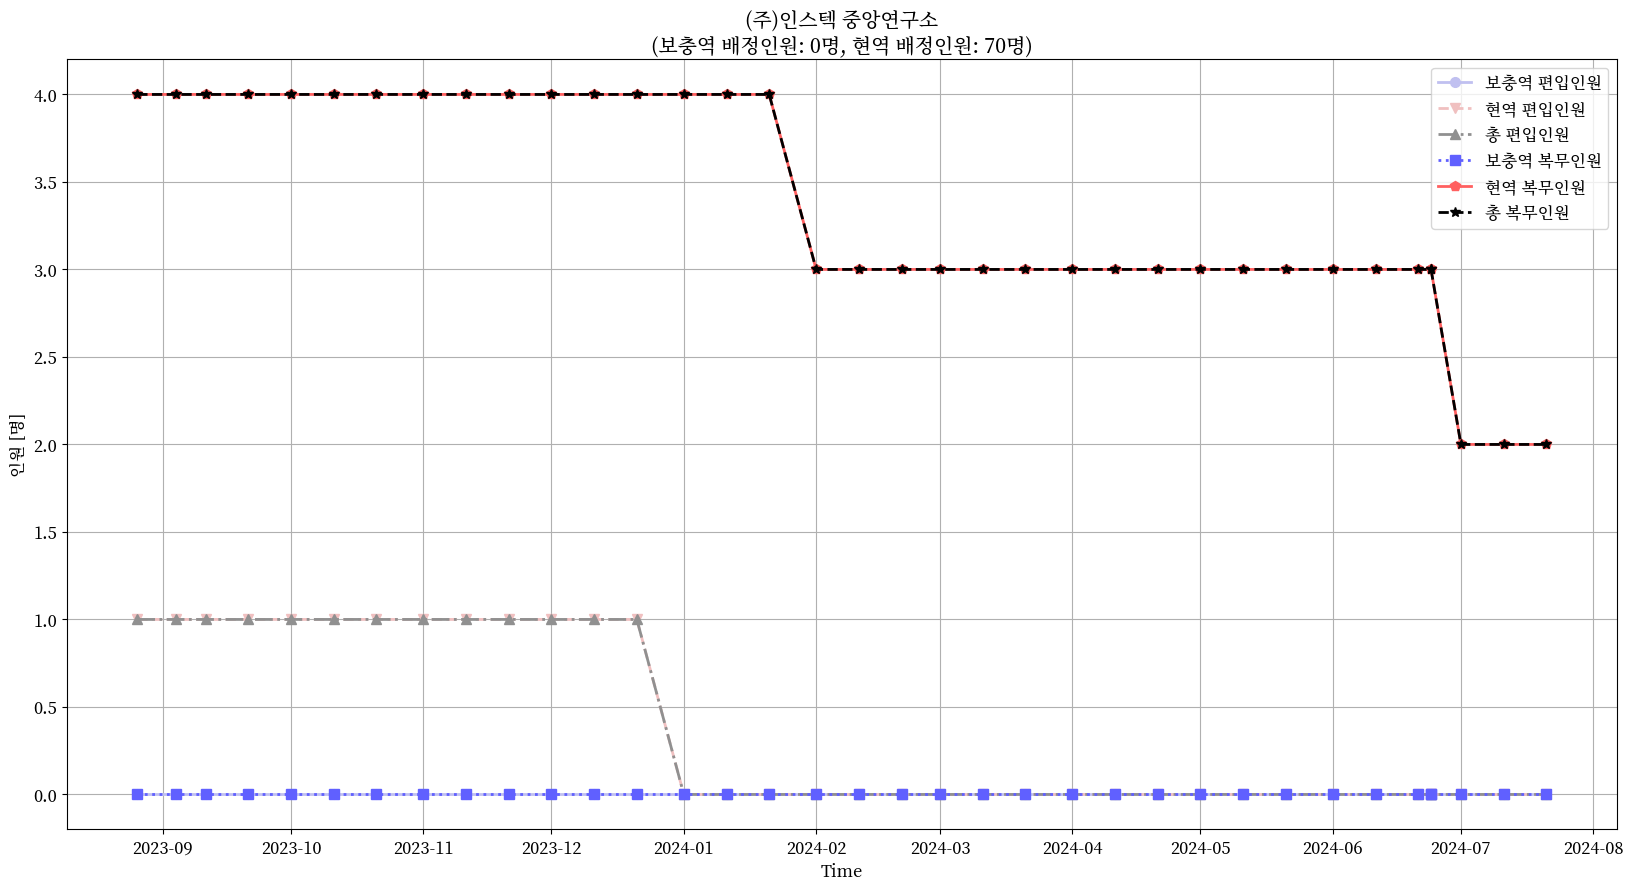 (주)인스텍 중앙연구소
(보충역 배정인원: 0명, 현역 배정인원: 70명)
보충역 편입인원
현역 편입인원
총 편입인원
보충역 복무인원
현역 복무인원
총 복무인원
인원 [명]
4.0
3.5
3.0
2.5
2.0
1.5
1.0
0.5
0.0
2023-09 2023-10 2023-11 2023-12 2024-01 2024-02 2024-03 2024-04 2024-05 2024-06 2024-07 2024-08
Time